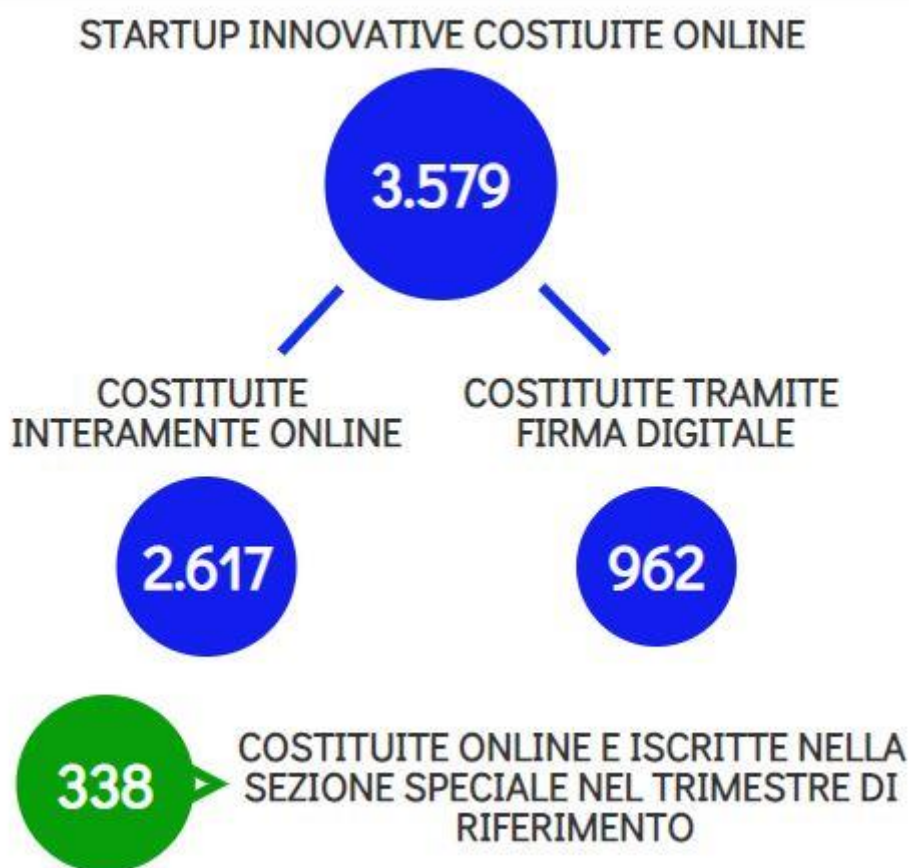 STARTUP INNOVATIVE COSTIUITE ONLINE
3.579
COSTITUITE
INTERAMENTE ONLINE
2.617
COSTITUITE TRAMITE
FIRMA DIGITALE
962
338
COSTITUITE ONLINE E ISCRITTE NELLA
SEZIONE SPECIALE NEL TRIMESTRE DI
RIFERIMENTO